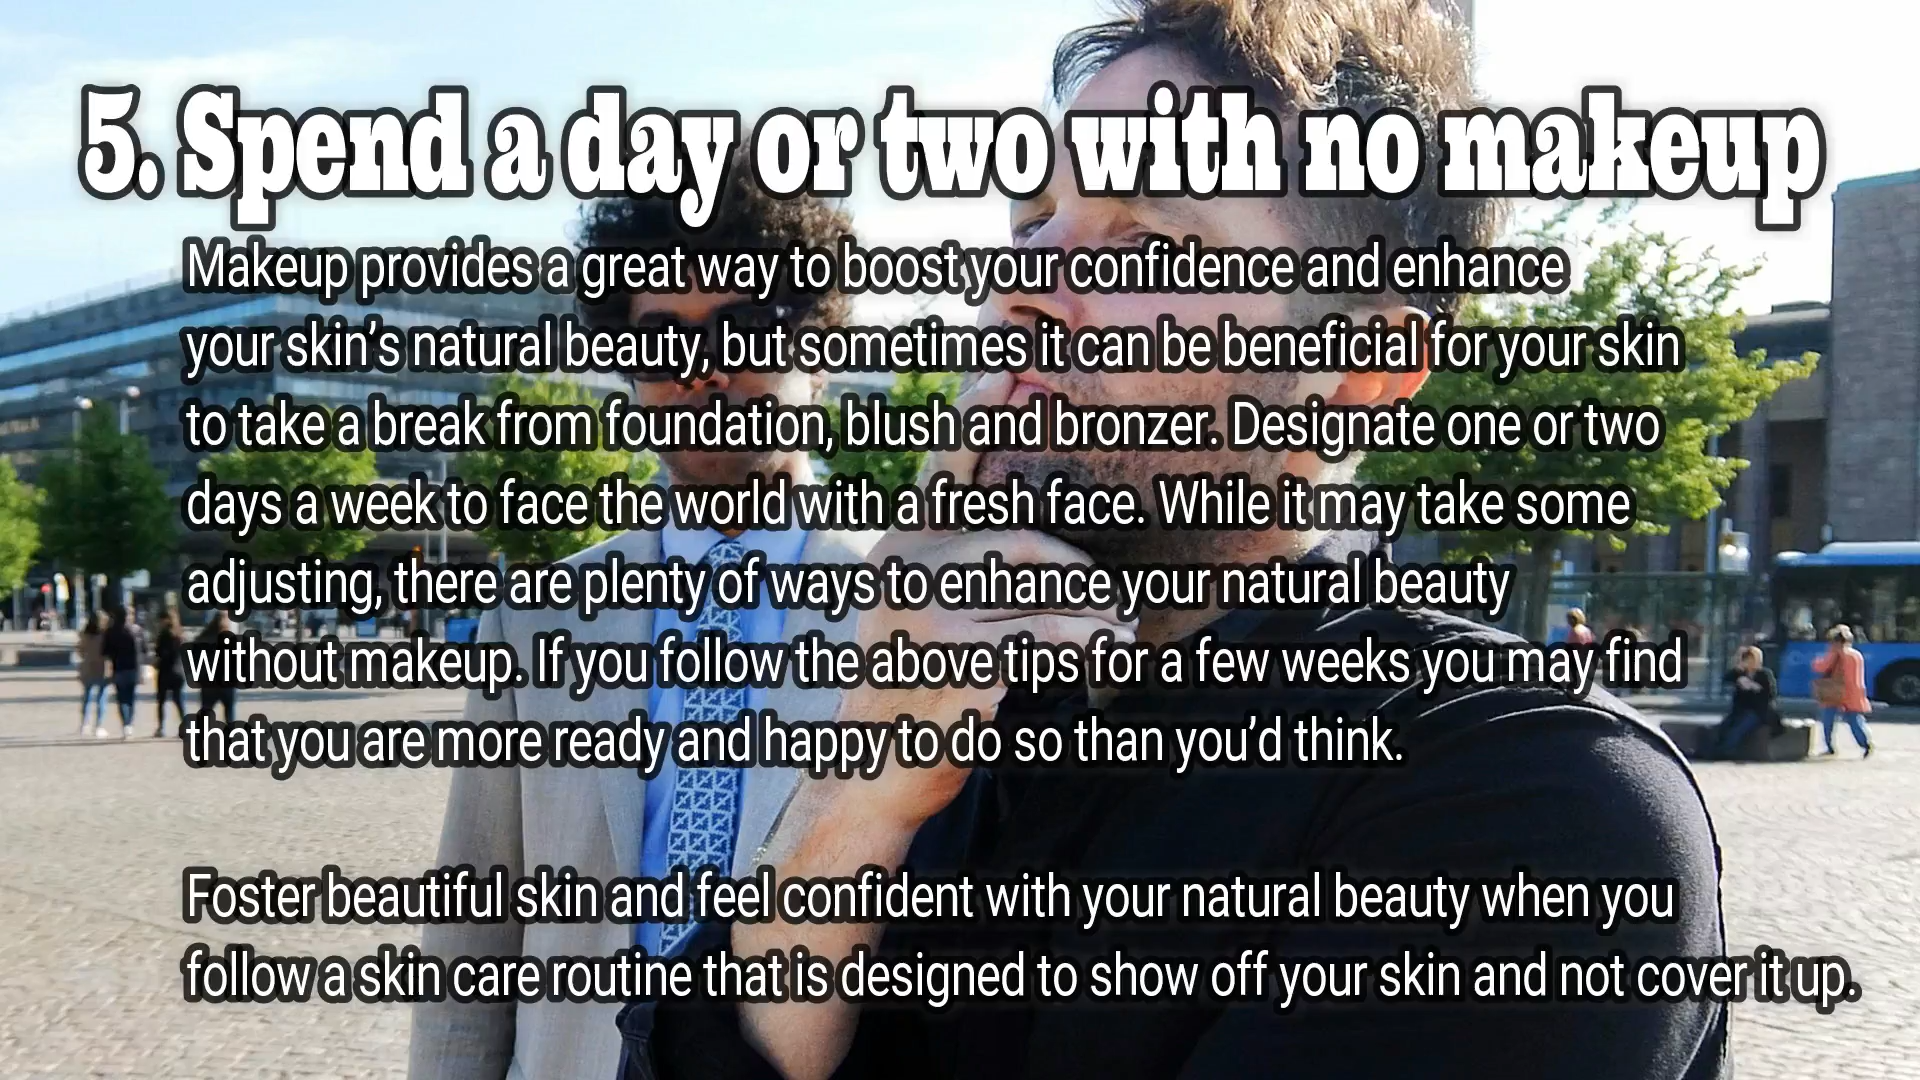 5. Spend a day or two with no makeup
Makeup provides a great way to boost your confidence and enhance
your skin’s natural beauty, but sometimes it can be beneficial for your skin
to take a break from foundation, blush and bronzer. Designate one or two
days a week to face the world with a fresh face. While it may take some
adjusting, there are plenty of ways to enhance your natural beauty
without makeup. If you follow the above tips for a few weeks you may find
that you are more ready and happy to do so than you’d think.
Foster beautiful skin and feel confident with your natural beauty when you
follow a skin care routine that is designed to show off your skin and not cover it up.